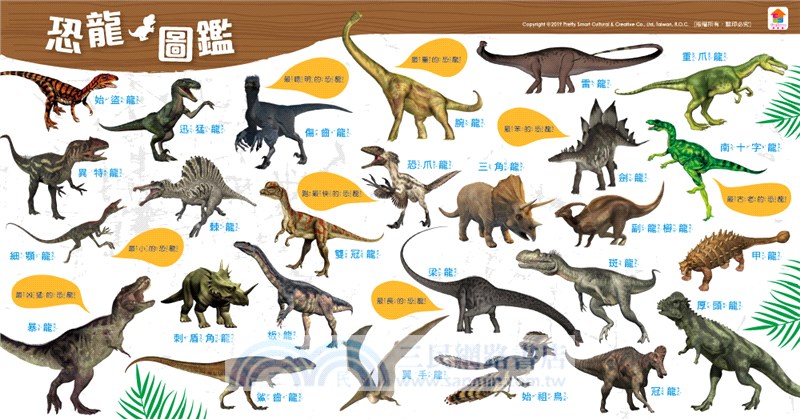 恐龍圖鑑
Copyright ©2019 Pretty Smart Cultural & Creative Co., Ltd, Taiwan, R.O.C. [版權所有‧翻印必究]
始盜龍
迅猛龍
最聰明的恐龍
傷齒龍
最重的恐龍
腕龍
雷龍
重爪龍
異特龍
棘龍
恐爪龍
三角龍
最笨的恐龍
劍龍
南十字龍
細顎龍
最小的恐龍
跑最快的恐龍
雙冠龍
副龍櫛龍
最古老的恐龍
甲龍
最兇猛的恐龍
暴龍
刺盾角龍
板龍
梁龍
最長的恐龍
斑龍
厚頭龍
鯊齒龍
翼手龍
始祖鳥
冠龍
三民網路書店
www.sanmin.com.tw